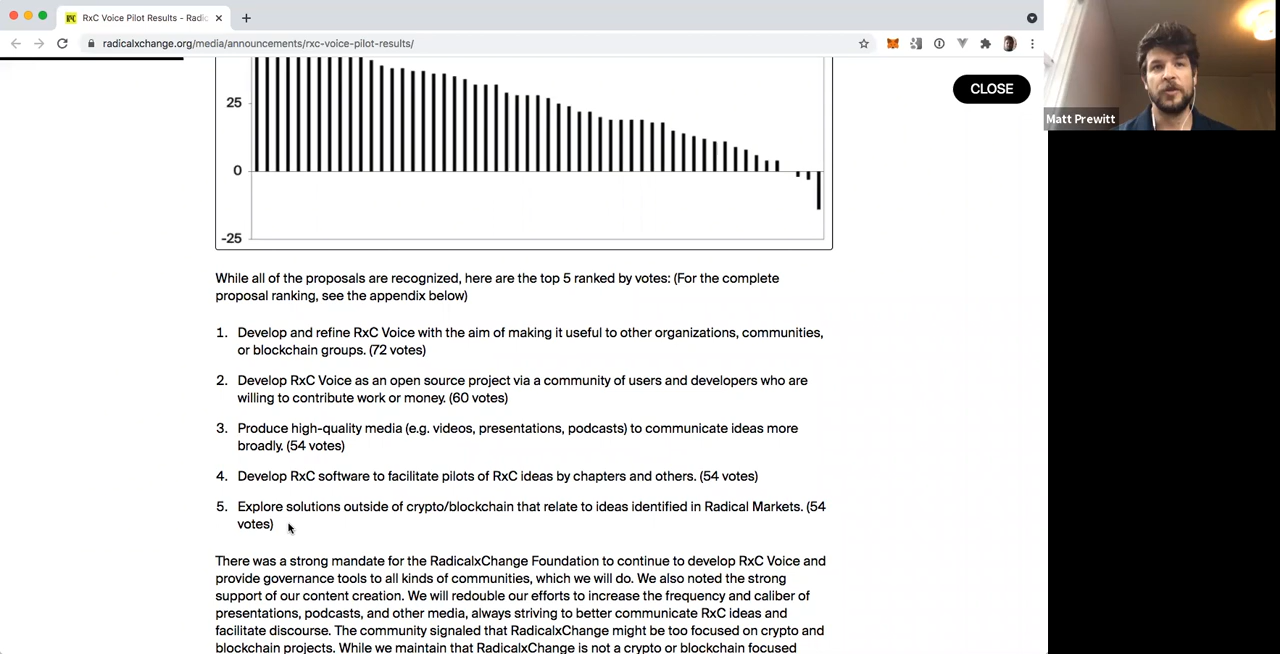 RxC Voice Pilot Results - Radic
radicalxchange.org/media/announcements/rxc-voice-pilot-results/
CLOSE
Matt Prewitt
25
0
-25
While all of the proposals are recognized, here are the top 5 ranked by votes: (For the complete
proposal ranking, see the appendix below)
1. Develop and refine RxC Voice with the aim of making it useful to other organizations, communities,
or blockchain groups. (72 votes)
2. Develop RxC Voice as an open source project via a community of users and developers who are
willing to contribute work or money. (60 votes)
3. Produce high-quality media (e.g. videos, presentations, podcasts) to communicate ideas more
broadly. (54 votes)
4. Develop RxC software to facilitate pilots of RxC ideas by chapters and others. (54 votes)
5. Explore solutions outside of crypto/blockchain that relate to ideas identified in Radical Markets. (54
votes)
There was a strong mandate for the RadicalxChange Foundation to continue to develop RxC Voice and
provide governance tools to all kinds of communities, which we will do. We also noted the strong
support of our content creation. We will redouble our efforts to increase the frequency and caliber of
presentations, podcasts, and other media, always striving to better communicate RxC ideas and
facilitate discourse. The community signaled that RadicalxChange might be too focused on crypto and
blockchain projects. While we maintain that RadicalxChange is not a crypto or blockchain focused